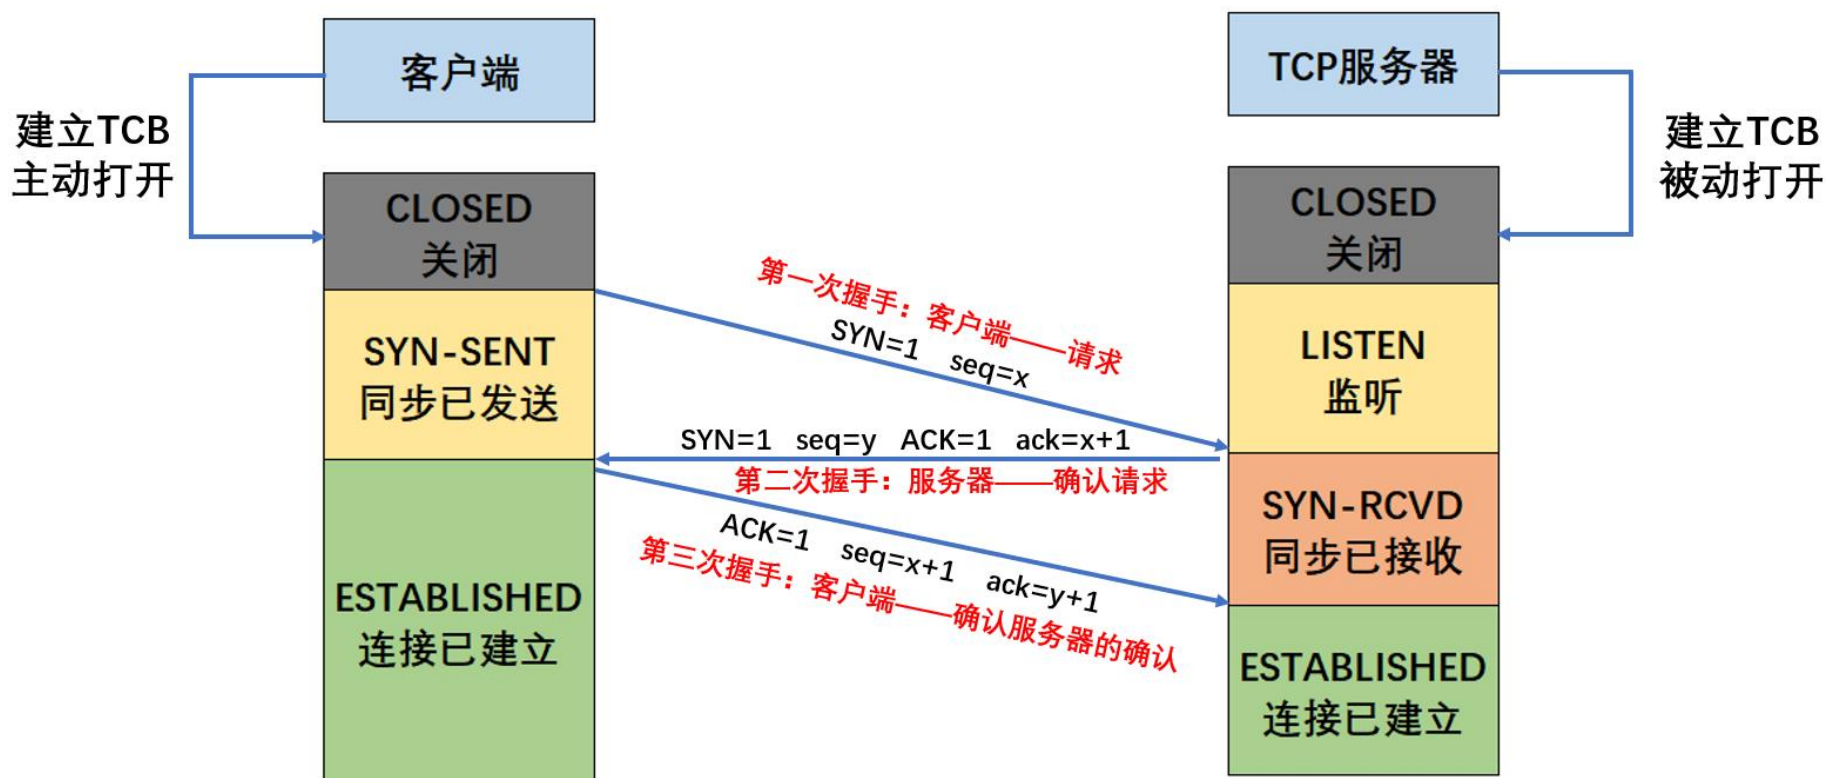 客户端
TCP服务器
建立TCB
主动打开
建立TCB
被动打开
CLOSED
关闭
CLOSED
关闭
第一次握手：客户端——请求
SYN=1 seq=x
SYN-SENT
同步已发送
LISTEN
监听
SYN=1 seq=y ACK=1 ack=x+1
第二次握手：服务器——确认请求
SYN-RCVD
同步已接收
ACK=1 seq=x+1 ack=y+1
第三次握手：客户端——确认服务器的确认
ESTABLISHED
连接已建立
ESTABLISHED
连接已建立